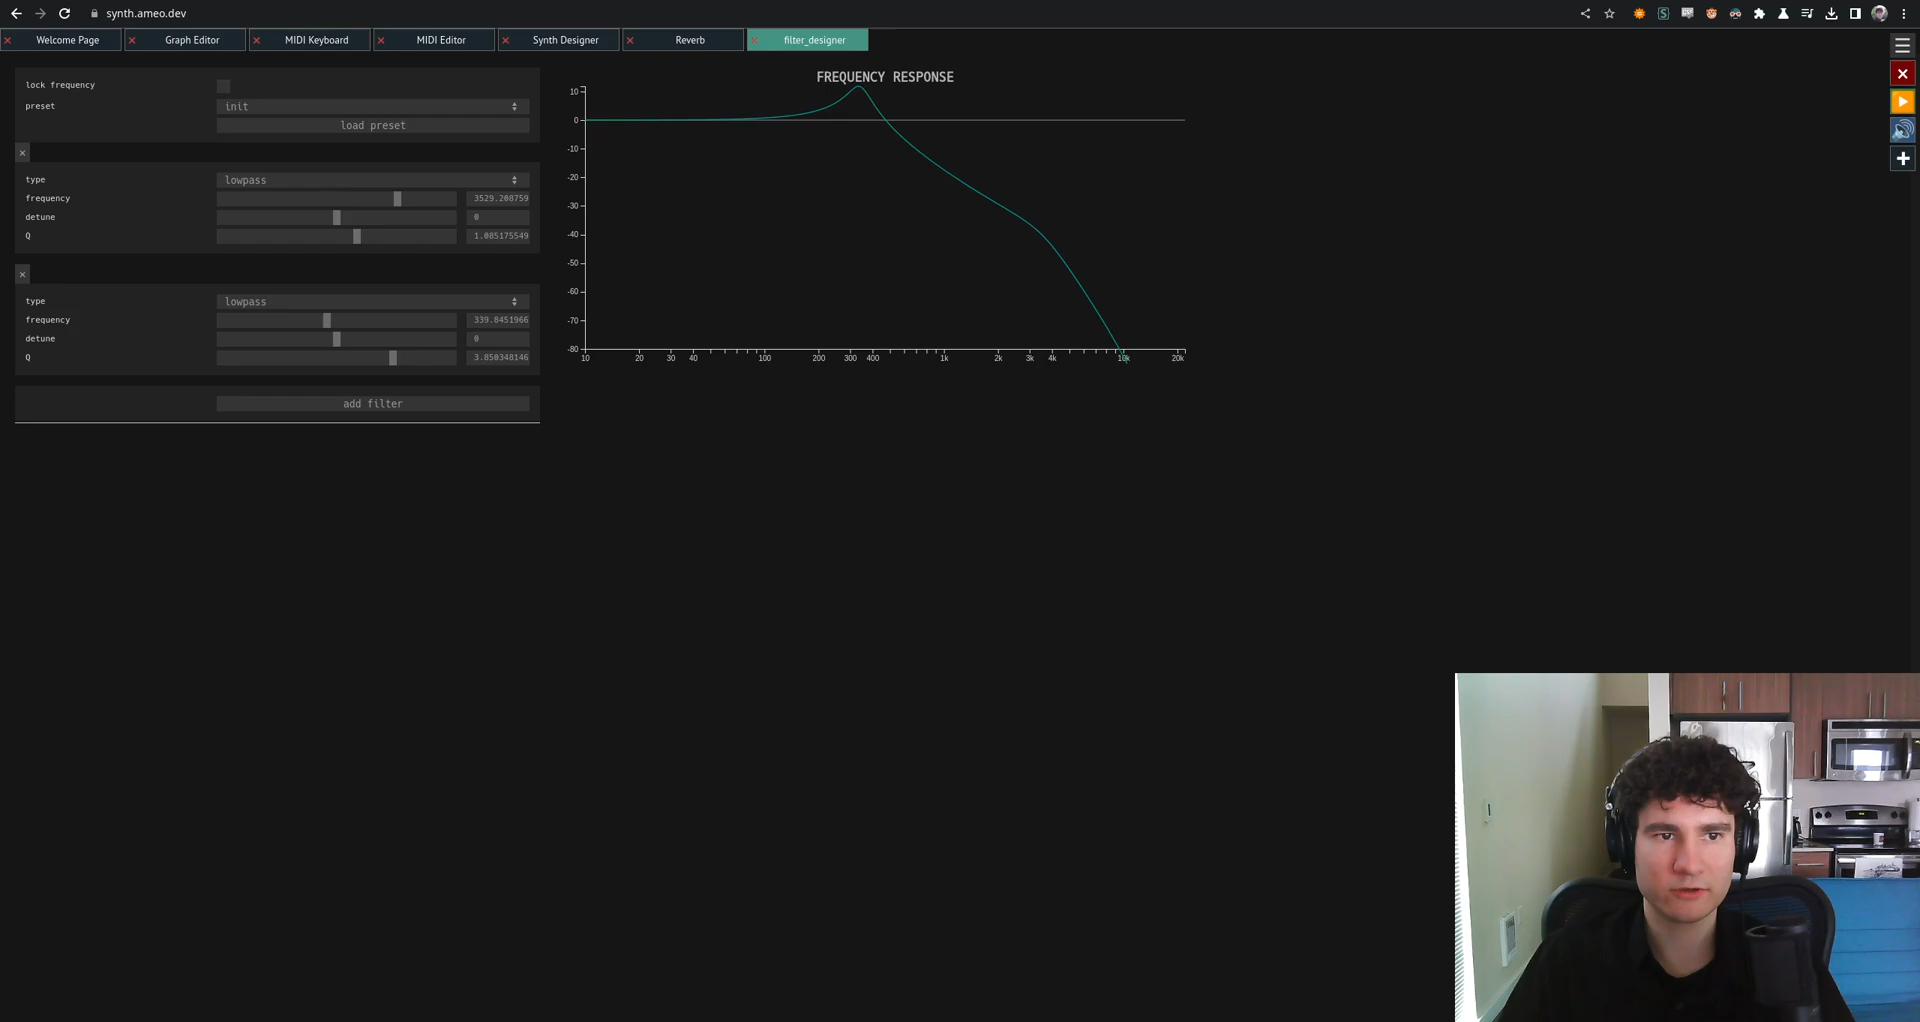 synth.ameo.dev
Welcome Page Graph Editor MIDI Keyboard MIDI Editor Synth Designer Reverb filter_designer
lock frequency
preset init
load preset
type lowpass
frequency 3529.208759
detune 0
Q 1.085175549
type lowpass
frequency 339.8451966
detune 0
Q 3.850348146
add filter
FREQUENCY RESPONSE
10
0
-10
-20
-30
-40
-50
-60
-70
-80
10 20 30 40 100 200 300 400 1k 2k 3k 4k 10k 20k